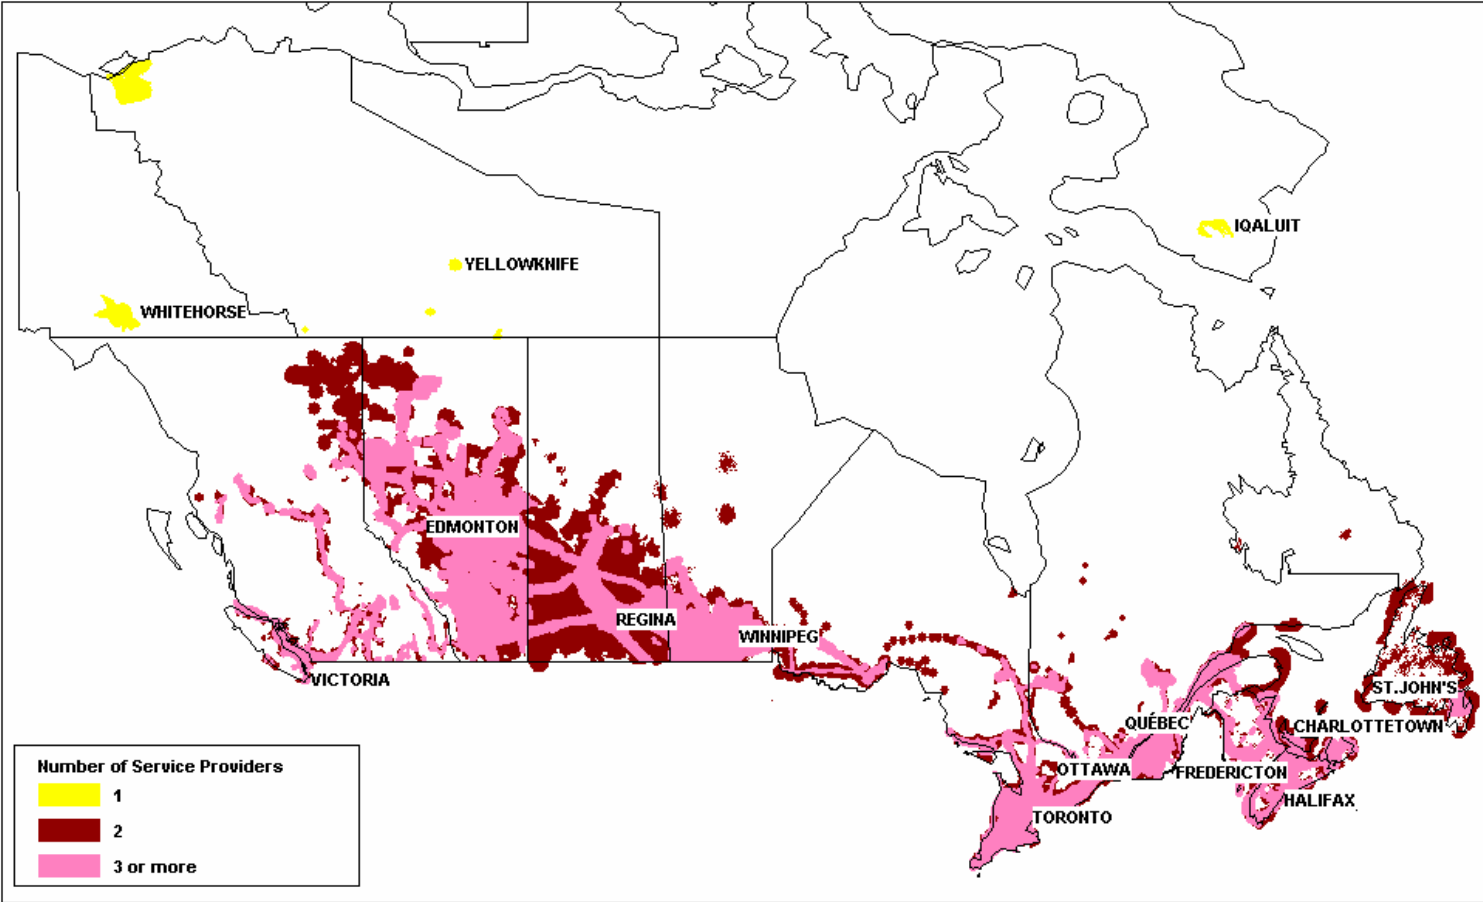 IQALUIT
YELLOWKNIFE
WHITEHORSE
EDMONTON
REGINA
WINNIPEG
VICTORIA
ST.JOHN'S
QUÉBEC
CHARLOTTETOWN
OTTAWA
FREDERICTON
HALIFAX
TORONTO
Number of Service Providers
1
2
3 or more